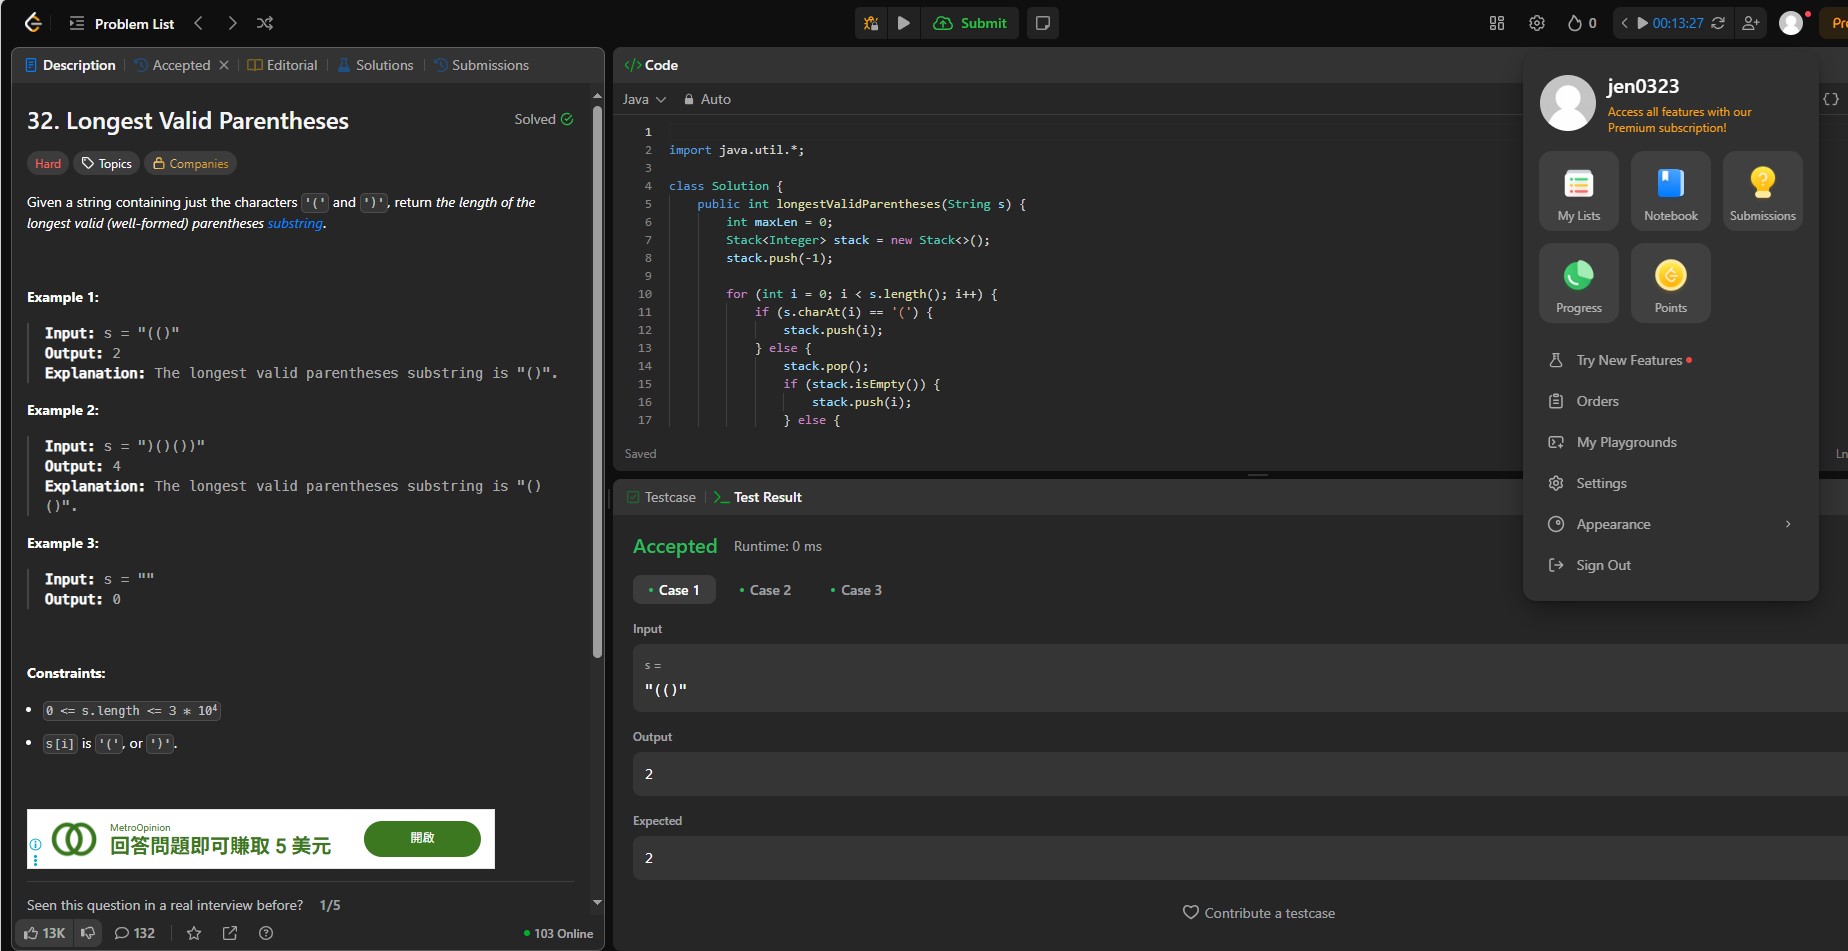 Problem List
Submit
0
00:13:27
Pre
Description
Accepted
Editorial
Solutions
Submissions
32. Longest Valid Parentheses
Solved
Hard
Topics
Companies
Given a string containing just the characters '(' and ')', return the length of the
longest valid (well-formed) parentheses substring.
Example 1:
Input: s = "(()"
Output: 2
Explanation: The longest valid parentheses substring is "()".
Example 2:
Input: s = ")()())"
Output: 4
Explanation: The longest valid parentheses substring is "()
()".
Example 3:
Input: s = ""
Output: 0
Constraints:
• 0 <= s.length <= 3 * 10⁴
• s[i] is '(', or ')'.
MetroOpinion
回答問題即可賺取 5 美元
開啟
Seen this question in a real interview before? 1/5
13K
132
103 Online
</> Code
Java
Auto
{}
1
2 import java.util.*;
3
4 class Solution {
5 public int longestValidParentheses(String s) {
6 int maxLen = 0;
7 Stack<Integer> stack = new Stack<>();
8 stack.push(-1);
9
10 for (int i = 0; i < s.length(); i++) {
11 if (s.charAt(i) == '(') {
12 stack.push(i);
13 } else {
14 stack.pop();
15 if (stack.isEmpty()) {
16 stack.push(i);
17 } else {
Saved
Ln
Testcase
Test Result
Accepted
Runtime: 0 ms
• Case 1
• Case 2
• Case 3
Input
s =
"(()"
Output
2
Expected
2
Contribute a testcase
jen0323
Access all features with our
Premium subscription!
My Lists
Notebook
Submissions
Progress
Points
Try New Features
Orders
My Playgrounds
Settings
Appearance
Sign Out